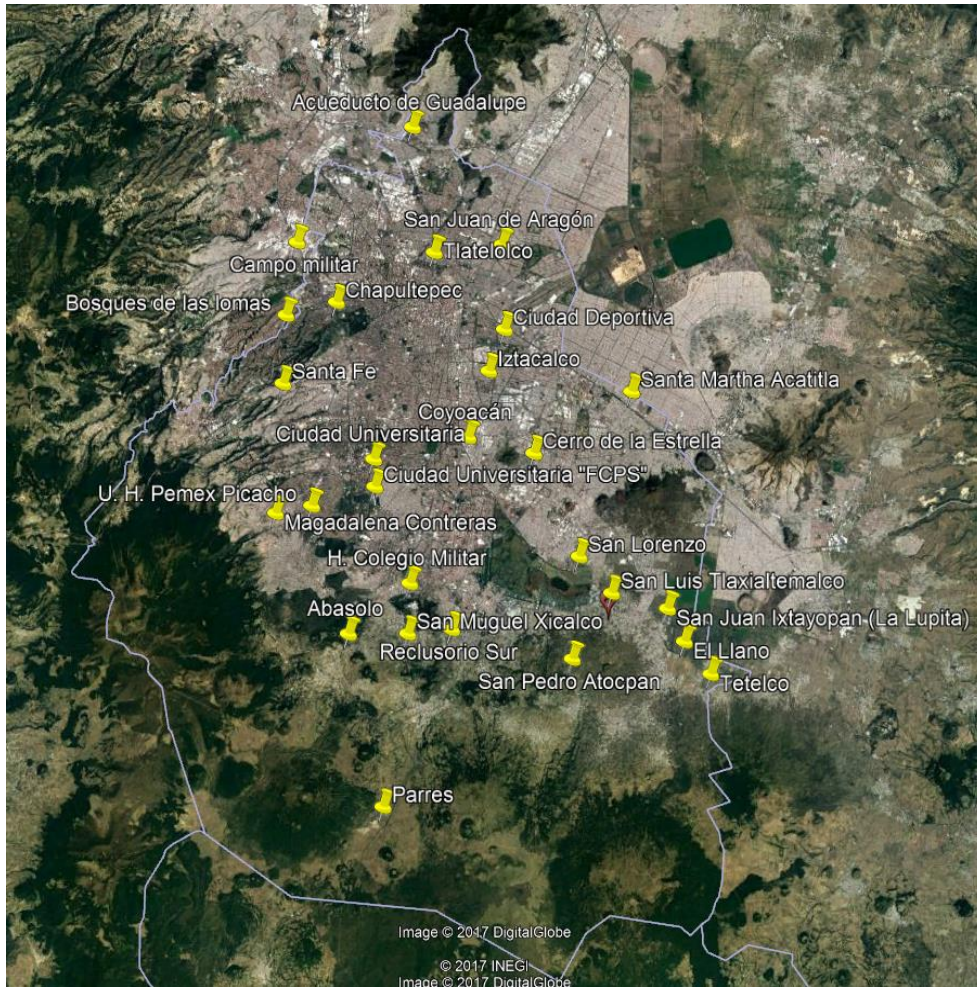 Acueducto de Guadalupe
San Juan de Aragón
Tlatelolco
Campo militar
Chapultepec
Bosques de las lomas
Ciudad Deportiva
Iztacalco
Santa Fe
Santa Martha Acatitla
Coyoacán
Ciudad Universitaria
Cerro de la Estrella
Ciudad Universitaria "FCPS"
U. H. Pemex Picacho
Magadalena Contreras
San Lorenzo
H. Colegio Militar
San Luis Tlaxialtemalco
Abasolo
San Muguel Xicalco
San Juan Ixtayopan (La Lupita)
Reclusorio Sur
El Llano
San Pedro Atocpan
Tetelco
Parres
Image © 2017 DigitalGlobe
© 2017 INEGI
Image © 2017 DigitalGlobe